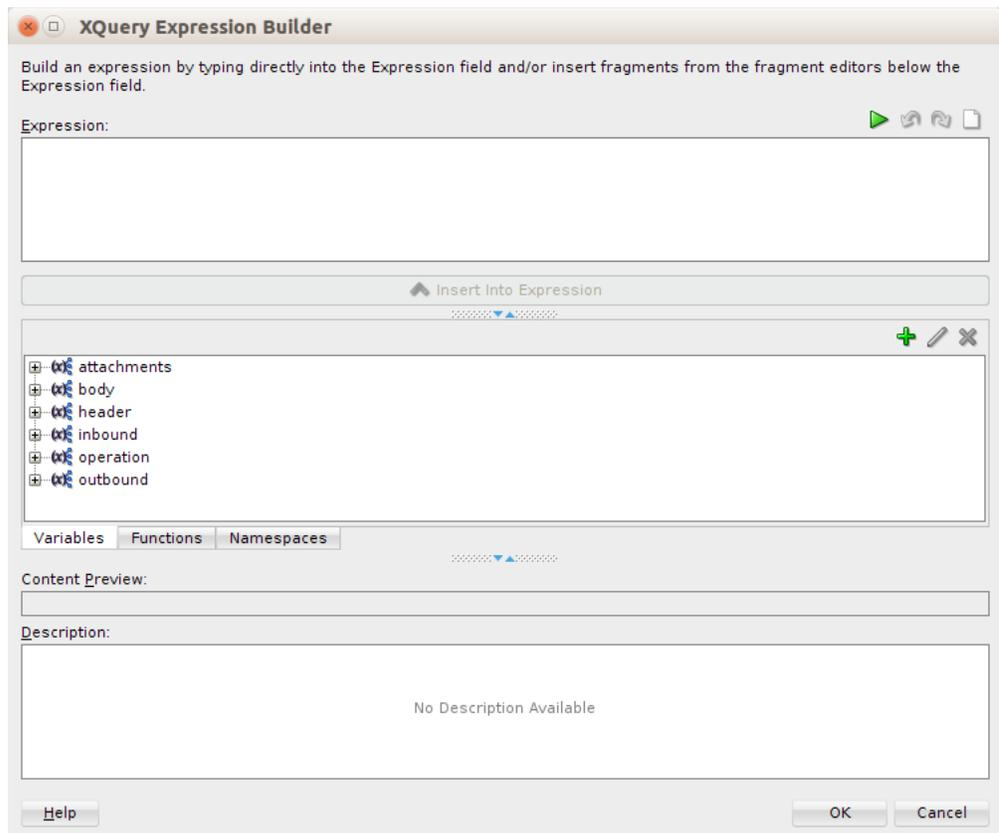 XQuery Expression Builder
Build an expression by typing directly into the Expression field and/or insert fragments from the fragment editors below the
Expression field.
Expression:
Insert Into Expression
attachments
body
header
inbound
operation
outbound
Variables Functions Namespaces
Content Preview:
Description:
No Description Available
Help OK Cancel